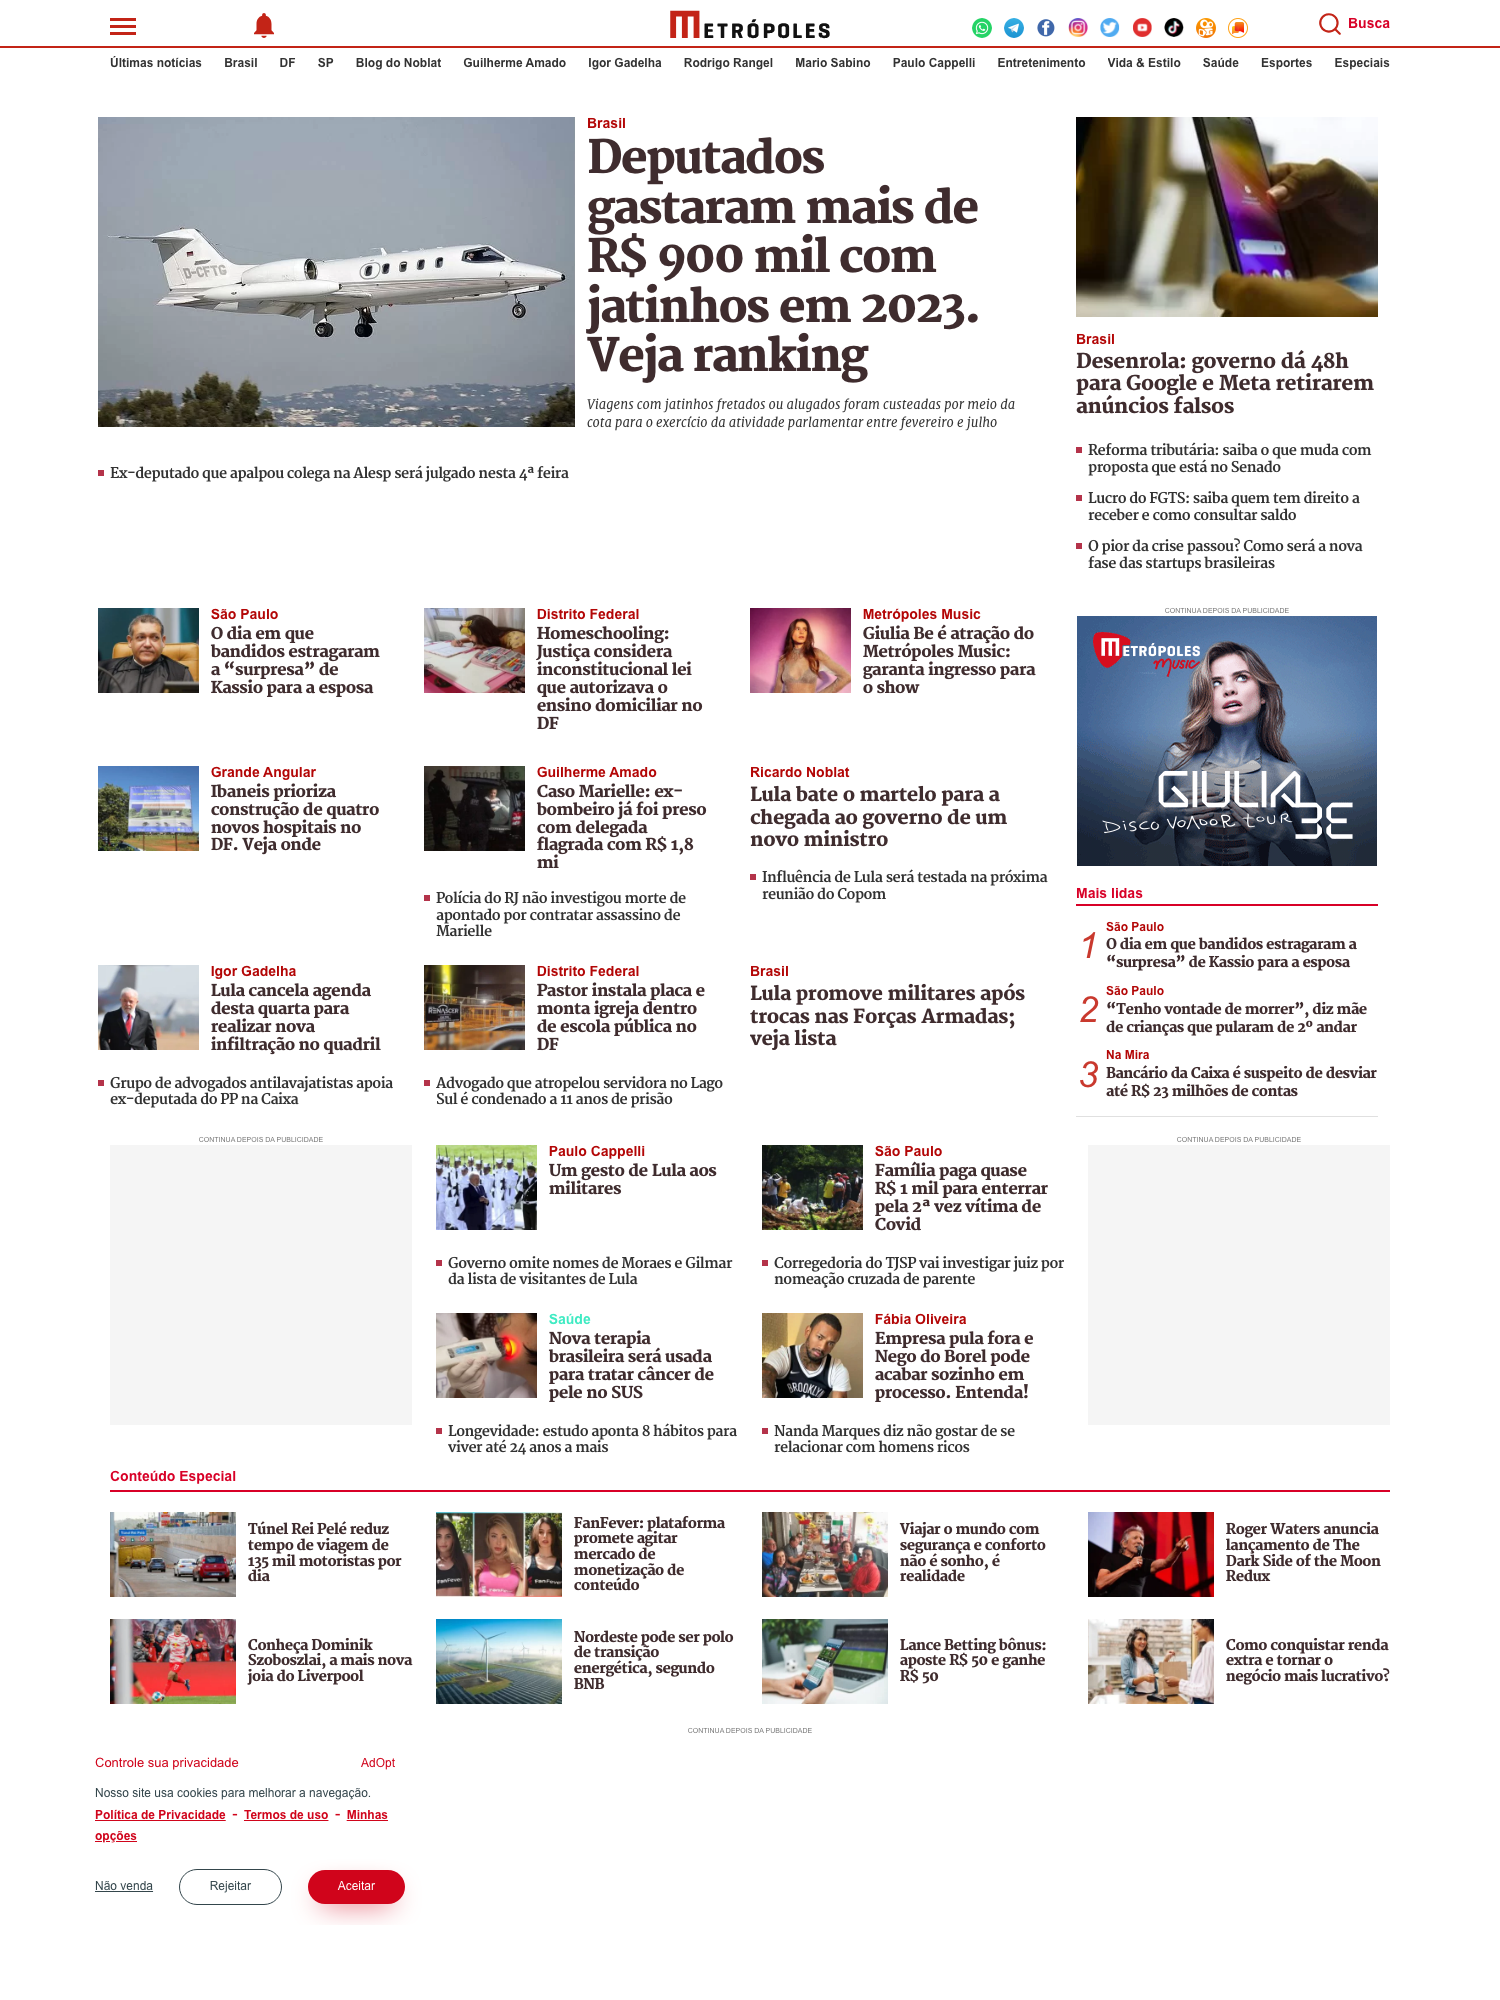 METRÓPOLES
Busca
Últimas notícias Brasil DF SP Blog do Noblat Guilherme Amado Igor Gadelha Rodrigo Rangel Mario Sabino Paulo Cappelli Entretenimento Vida & Estilo Saúde Esportes Especiais
D-CFTG
Brasil
Deputados
gastaram mais de
R$ 900 mil com
jatinhos em 2023.
Veja ranking
Viagens com jatinhos fretados ou alugados foram custeadas por meio da
cota para o exercício da atividade parlamentar entre fevereiro e julho
Ex-deputado que apalpou colega na Alesp será julgado nesta 4ª feira
Brasil
Desenrola: governo dá 48h
para Google e Meta retirarem
anúncios falsos
Reforma tributária: saiba o que muda com
proposta que está no Senado
Lucro do FGTS: saiba quem tem direito a
receber e como consultar saldo
O pior da crise passou? Como será a nova
fase das startups brasileiras
São Paulo
O dia em que
bandidos estragaram
a “surpresa” de
Kassio para a esposa
Distrito Federal
Homeschooling:
Justiça considera
inconstitucional lei
que autorizava o
ensino domiciliar no
DF
Metrópoles Music
Giulia Be é atração do
Metrópoles Music:
garanta ingresso para
o show
CONTINUA DEPOIS DA PUBLICIDADE
METRÓPOLES
MUSIC
GIULIA
BE
DISCO VOADOR TOUR
Grande Angular
Ibaneis prioriza
construção de quatro
novos hospitais no
DF. Veja onde
Guilherme Amado
Caso Marielle: ex-
bombeiro já foi preso
com delegada
flagrada com R$ 1,8
mi
Polícia do RJ não investigou morte de
apontado por contratar assassino de
Marielle
Ricardo Noblat
Lula bate o martelo para a
chegada ao governo de um
novo ministro
Influência de Lula será testada na próxima
reunião do Copom
Mais lidas
1
São Paulo
O dia em que bandidos estragaram a
“surpresa” de Kassio para a esposa
2
São Paulo
“Tenho vontade de morrer”, diz mãe
de crianças que pularam de 2º andar
3
Na Mira
Bancário da Caixa é suspeito de desviar
até R$ 23 milhões de contas
Igor Gadelha
Lula cancela agenda
desta quarta para
realizar nova
infiltração no quadril
Grupo de advogados antilavajatistas apoia
ex-deputada do PP na Caixa
RENASCER
Distrito Federal
Pastor instala placa e
monta igreja dentro
de escola pública no
DF
Advogado que atropelou servidora no Lago
Sul é condenado a 11 anos de prisão
Brasil
Lula promove militares após
trocas nas Forças Armadas;
veja lista
CONTINUA DEPOIS DA PUBLICIDADE
Paulo Cappelli
Um gesto de Lula aos
militares
Governo omite nomes de Moraes e Gilmar
da lista de visitantes de Lula
São Paulo
Família paga quase
R$ 1 mil para enterrar
pela 2ª vez vítima de
Covid
Corregedoria do TJSP vai investigar juiz por
nomeação cruzada de parente
CONTINUA DEPOIS DA PUBLICIDADE
Saúde
Nova terapia
brasileira será usada
para tratar câncer de
pele no SUS
Longevidade: estudo aponta 8 hábitos para
viver até 24 anos a mais
BROOKLYN
Fábia Oliveira
Empresa pula fora e
Nego do Borel pode
acabar sozinho em
processo. Entenda!
Nanda Marques diz não gostar de se
relacionar com homens ricos
Conteúdo Especial
Túnel Rei Pelé reduz
tempo de viagem de
135 mil motoristas por
dia
FanFever: plataforma
promete agitar
mercado de
monetização de
conteúdo
Viajar o mundo com
segurança e conforto
não é sonho, é
realidade
Roger Waters anuncia
lançamento de The
Dark Side of the Moon
Redux
Conheça Dominik
Szoboszlai, a mais nova
joia do Liverpool
Nordeste pode ser polo
de transição
energética, segundo
BNB
Lance Betting bônus:
aposte R$ 50 e ganhe
R$ 50
Como conquistar renda
extra e tornar o
negócio mais lucrativo?
CONTINUA DEPOIS DA PUBLICIDADE
Controle sua privacidade AdOpt
Nosso site usa cookies para melhorar a navegação.
Política de Privacidade - Termos de uso - Minhas
opções
Não venda Rejeitar Aceitar